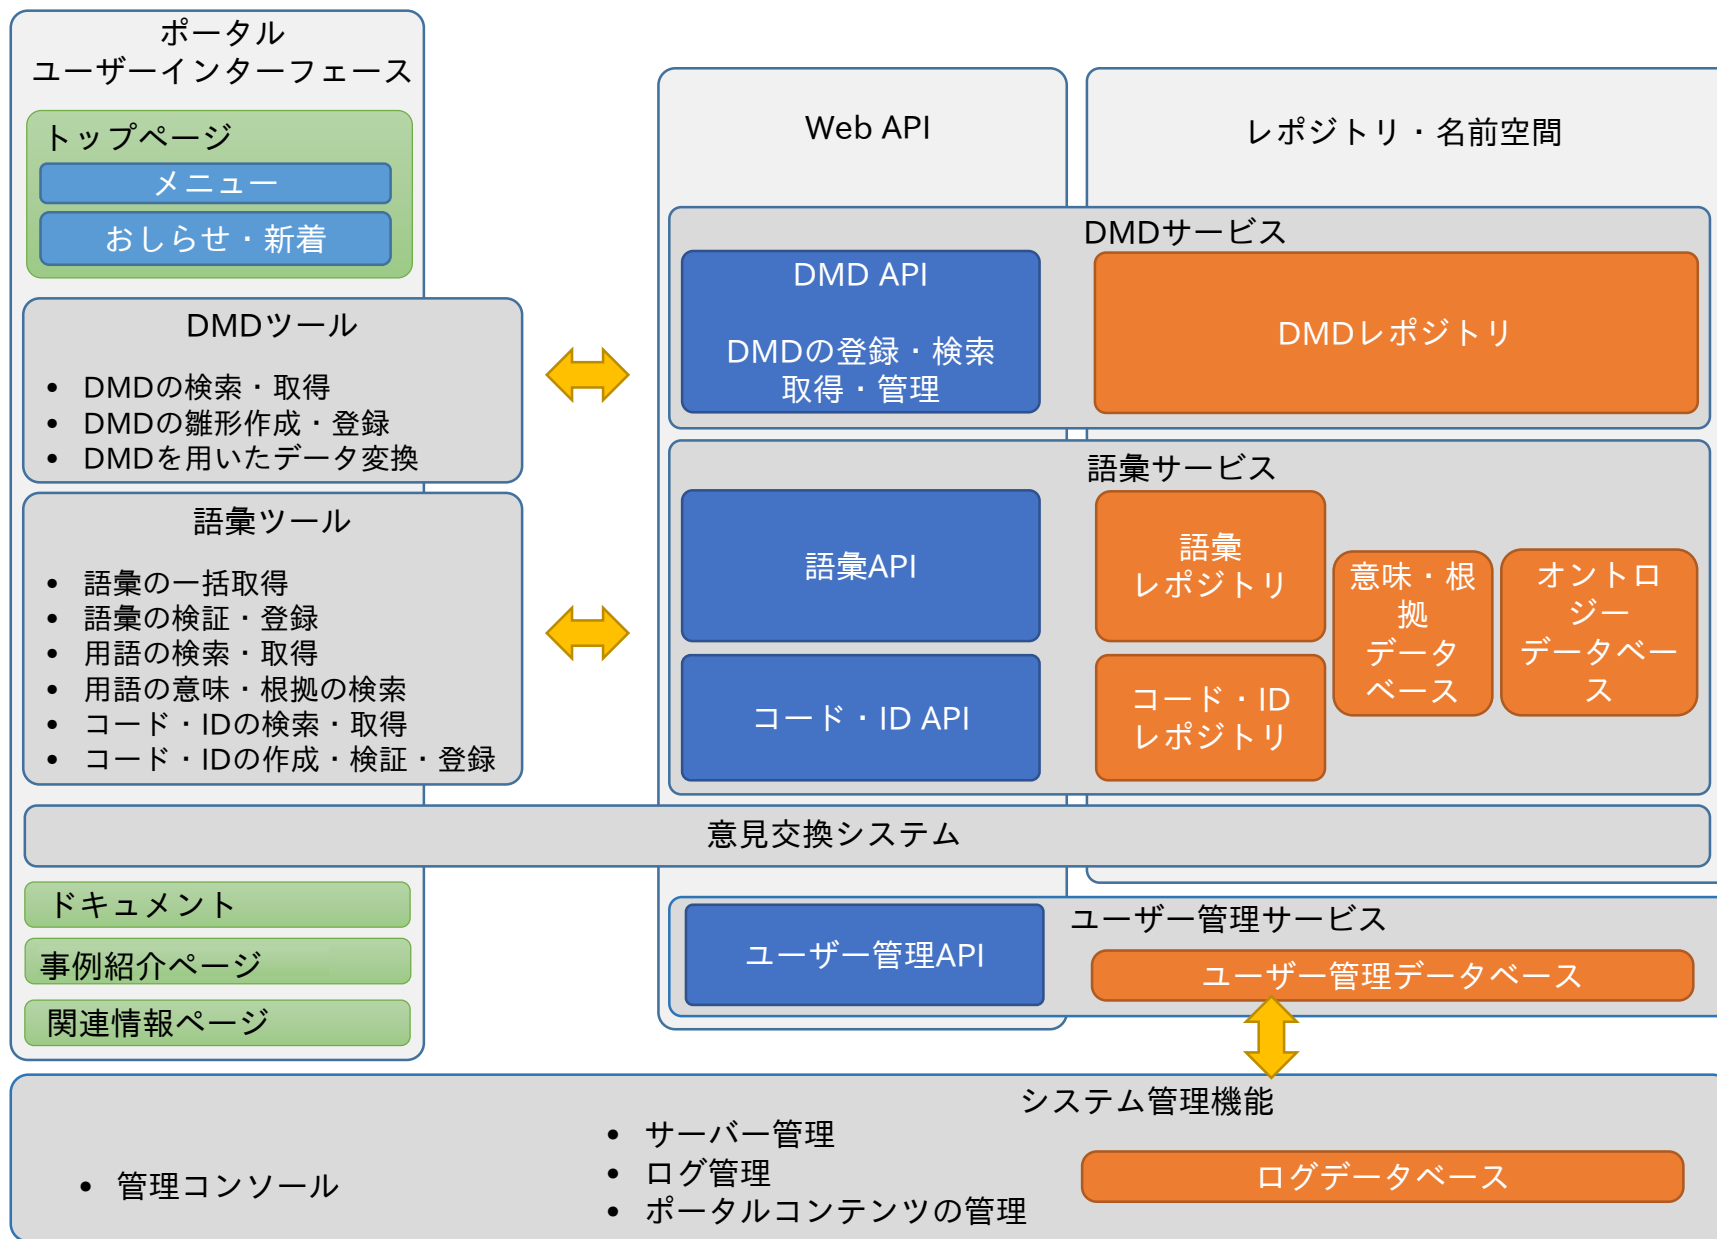 ポータル
ユーザーインターフェース
トップページ
メニュー
おしらせ・新着
DMDツール
• DMDの検索・取得
• DMDの雛形作成・登録
• DMDを用いたデータ変換
語彙ツール
• 語彙の一括取得
• 語彙の検証・登録
• 用語の検索・取得
• 用語の意味・根拠の検索
• コード・IDの検索・取得
• コード・IDの作成・検証・登録
Web API
レポジトリ・名前空間
DMDサービス
DMD API
DMDの登録・検索
取得・管理
DMDレポジトリ
語彙サービス
語彙API
語彙
レポジトリ
意味・根
拠
データ
ベース
オントロ
ジー
データベー
ス
コード・ID API
コード・ID
レポジトリ
意見交換システム
ドキュメント
事例紹介ページ
関連情報ページ
ユーザー管理サービス
ユーザー管理API
ユーザー管理データベース
システム管理機能
• 管理コンソール
• サーバー管理
• ログ管理
• ポータルコンテンツの管理
ログデータベース